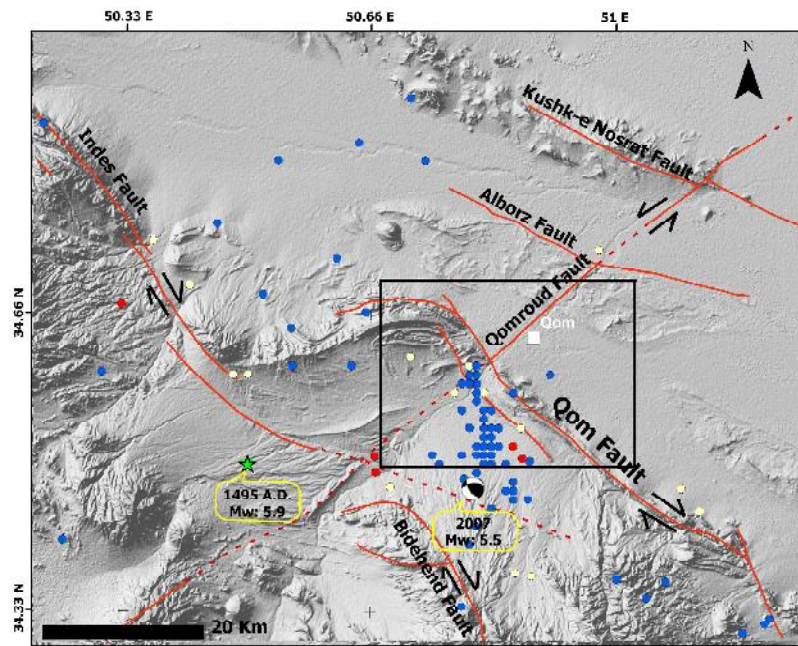 50.33 E
50.66 E
51 E
N
Kushk-e Nosrat Fault
Indes Fault
Alborz Fault
Qomroud Fault
34.66 N
Qom
Qom Fault
1495 A.D.
Mw: 5.9
2007
Mw: 5.5
Bidehend Fault
34.33 N
20 Km